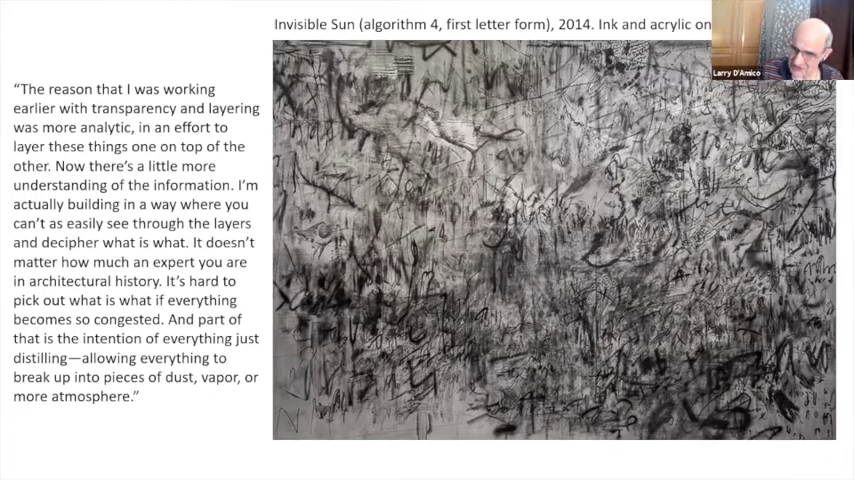 Invisible Sun (algorithm 4, first letter form), 2014. Ink and acrylic on
Larry D'Amico
“The reason that I was working
earlier with transparency and layering
was more analytic, in an effort to
layer these things one on top of the
other. Now there’s a little more
understanding of the information. I’m
actually building in a way where you
can’t as easily see through the layers
and decipher what is what. It doesn’t
matter how much an expert you are
in architectural history. It’s hard to
pick out what is what if everything
becomes so congested. And part of
that is the intention of everything just
distilling—allowing everything to
break up into pieces of dust, vapor, or
more atmosphere.”